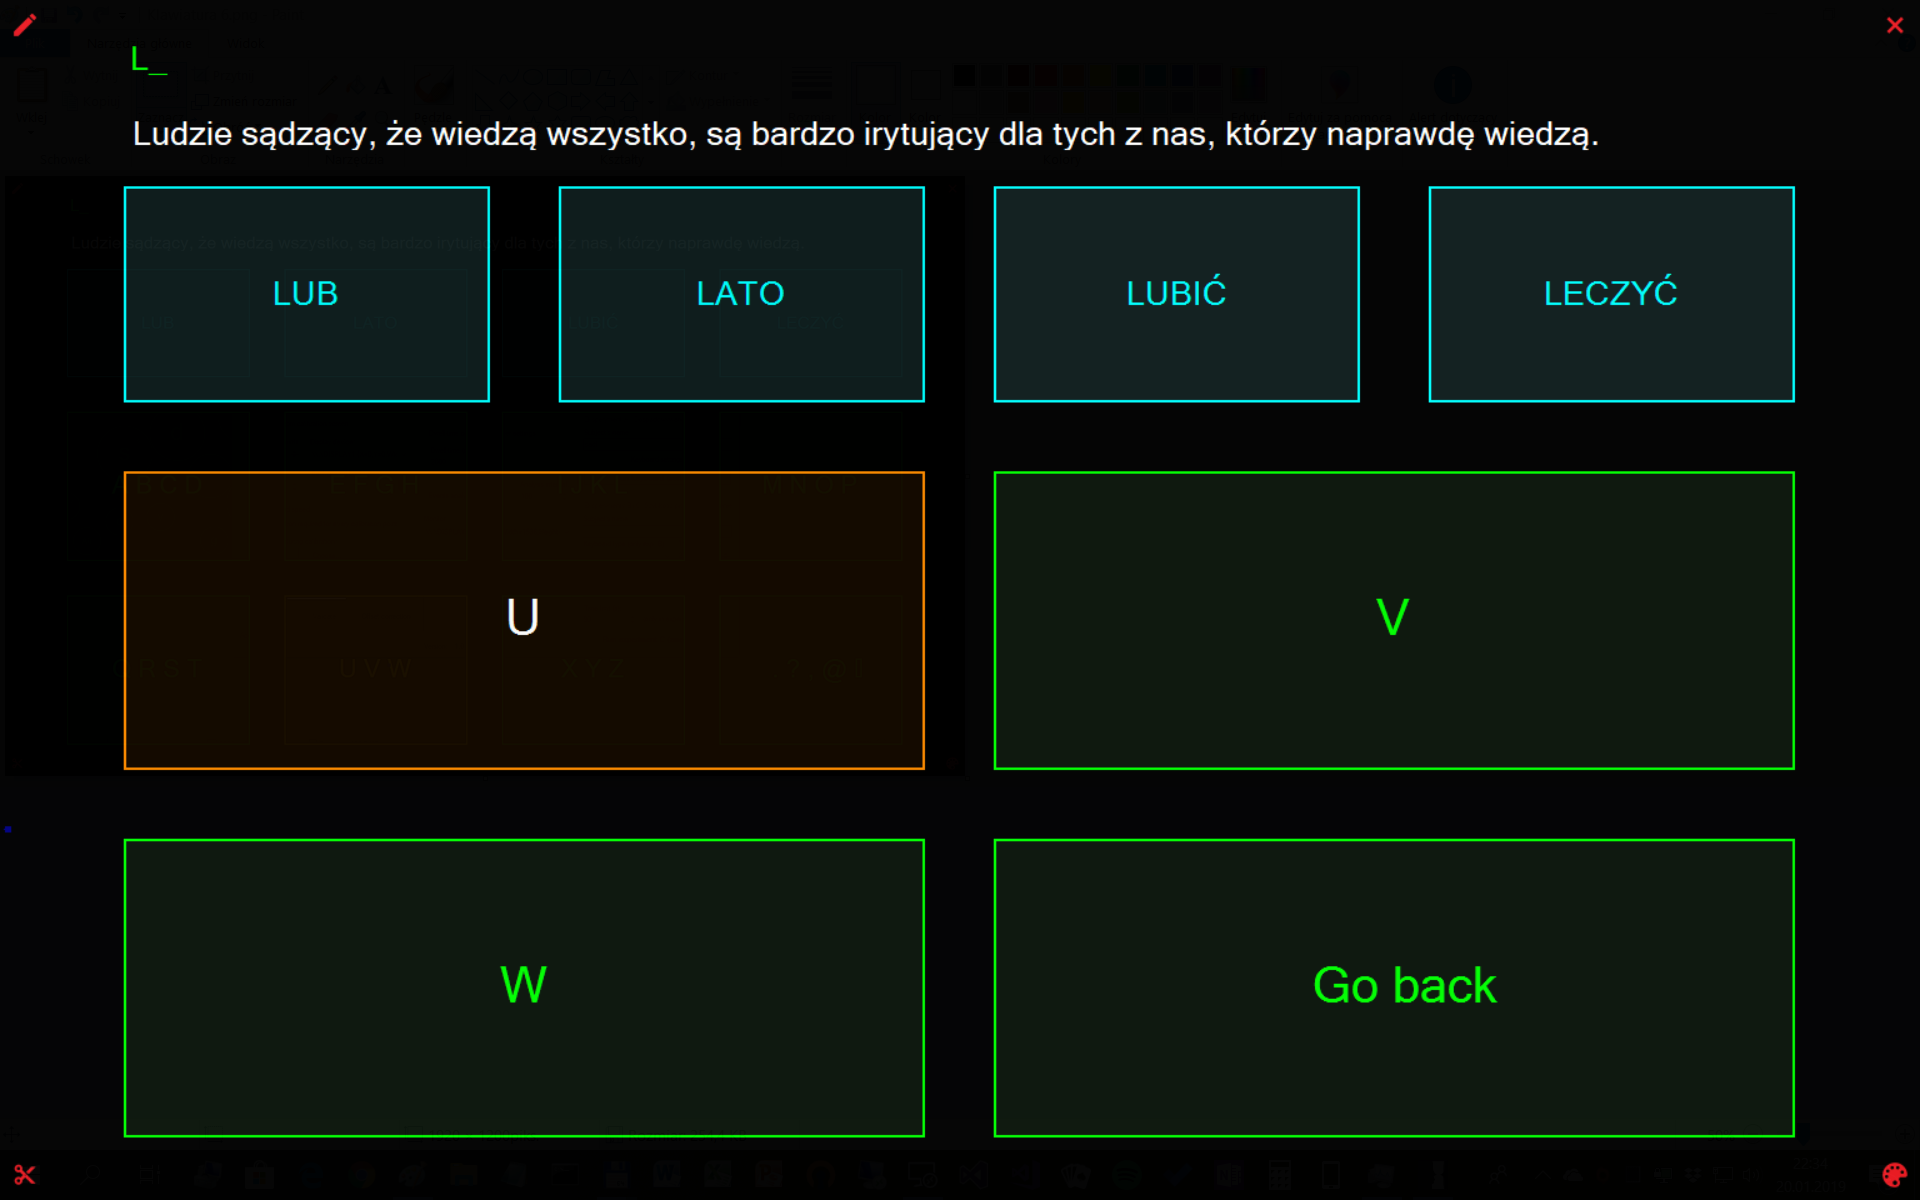 L_
Ludzie sądzący, że wiedzą wszystko, są bardzo irytujący dla tych z nas, którzy naprawdę wiedzą.
LUB LATO LUBIĆ LECZYĆ
U V
W Go back